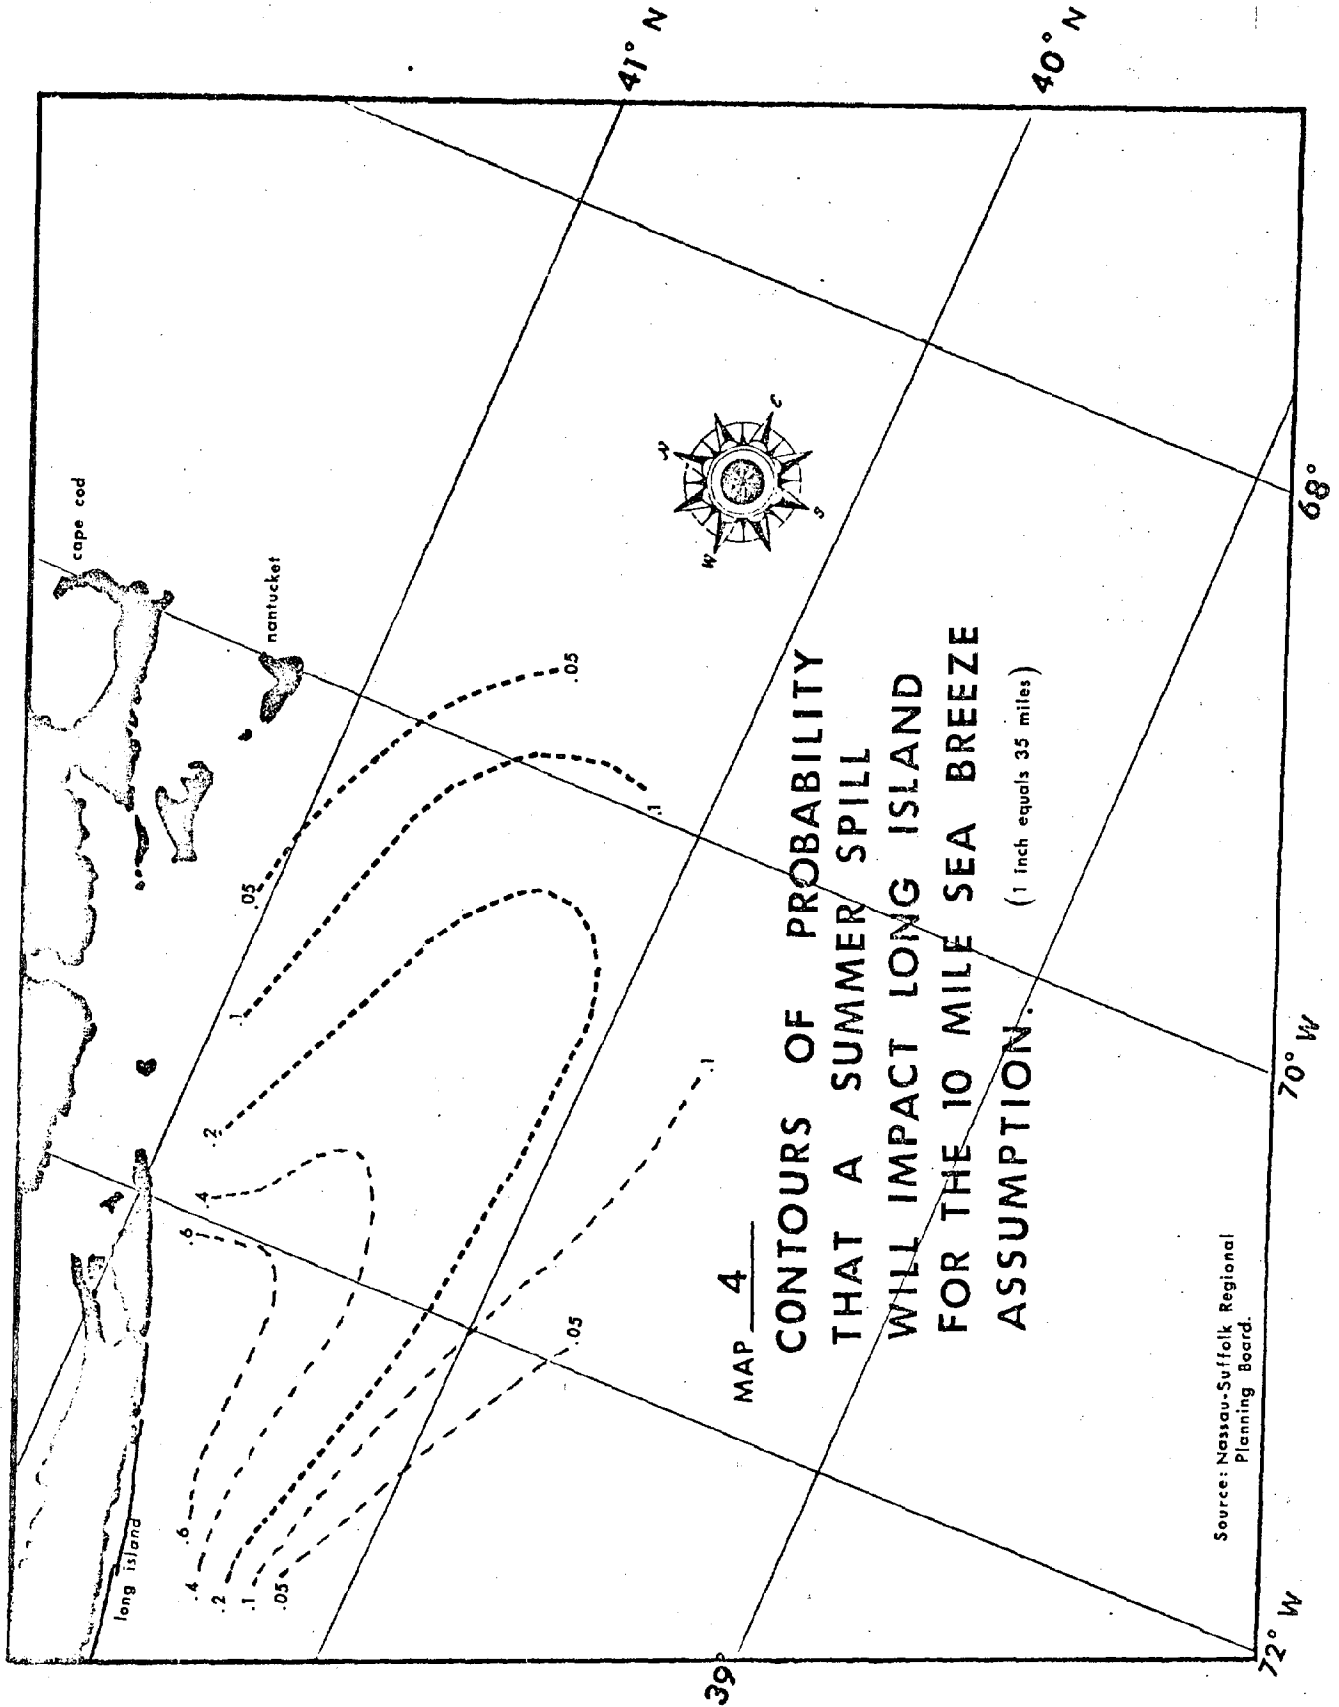 cape cod
nantucket
long island
.05
.05
.1
.1
.2
.4
.6
.6
.4
.2
.1
.05
.1
.05
41° N
40° N
39°
68°
70° W
72° W
N
W
S
MAP 4
CONTOURS OF PROBABILITY
THAT A SUMMER SPILL
WILL IMPACT LONG ISLAND
FOR THE 10 MILE SEA BREEZE
ASSUMPTION.
(1 inch equals 35 miles)
Source: Nassau-Suffolk Regional
Planning Board.